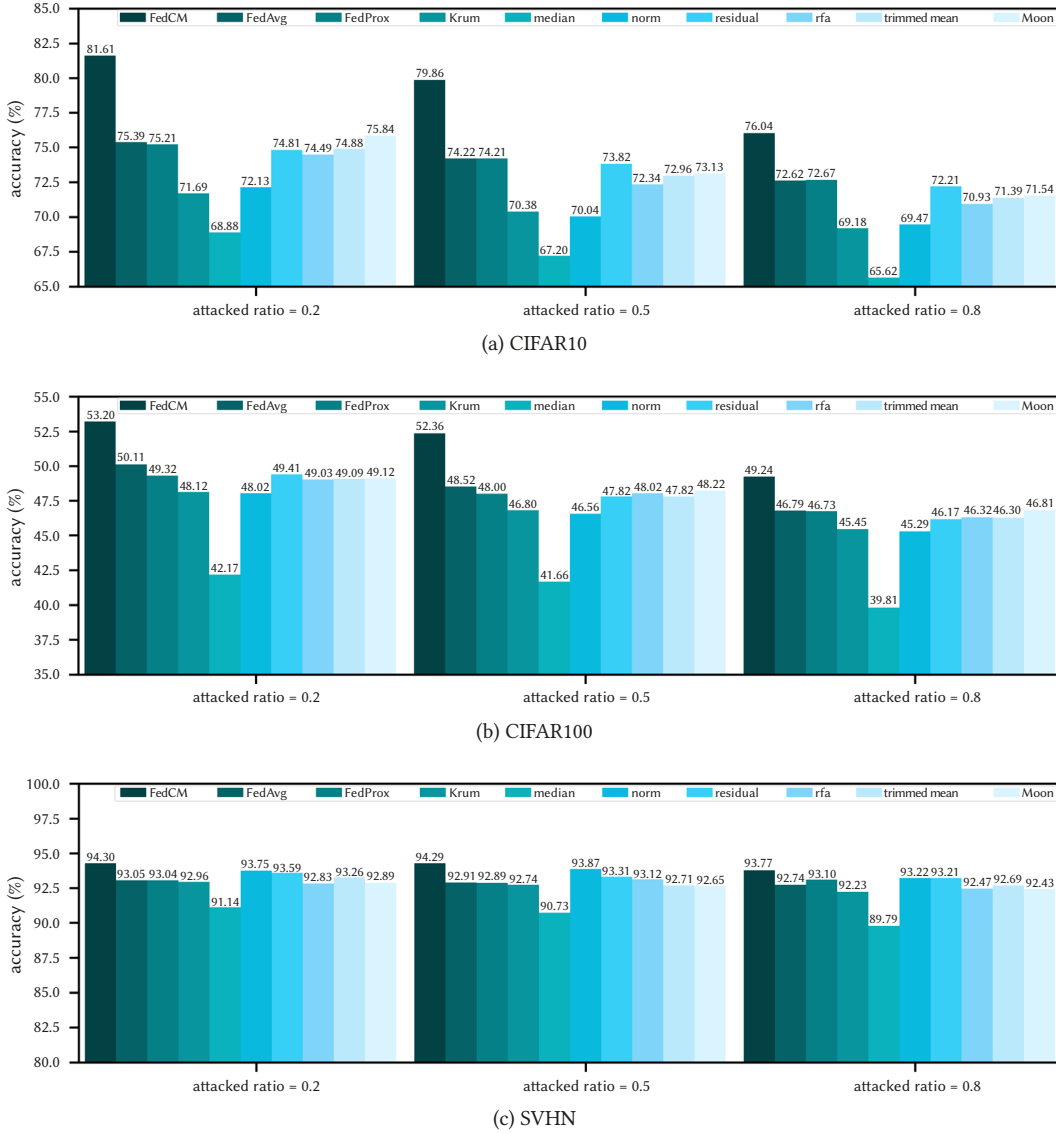 85.0
FedCM FedAvg FedProx Krum median norm residual rfa trimmed mean Moon
82.5
81.61
80.0
79.86
77.5
76.04
75.0
75.39 75.21 71.69 68.88 72.13 74.81 74.49 74.88 75.84
74.22 74.21 70.38 67.20 70.04 73.82 72.34 72.96 73.13
72.62 72.67 69.18 65.62 69.47 72.21 70.93 71.39 71.54
72.5
70.0
67.5
65.0
accuracy (%)
attacked ratio = 0.2 attacked ratio = 0.5 attacked ratio = 0.8
(a) CIFAR10
55.0
FedCM FedAvg FedProx Krum median norm residual rfa trimmed mean Moon
53.20
52.5
52.36
50.0
49.24
50.11 49.32 48.12 42.17 48.02 49.41 49.03 49.09 49.12
48.52 48.00 46.80 41.66 46.56 47.82 48.02 47.82 48.22
46.79 46.73 45.45 39.81 45.29 46.17 46.32 46.30 46.81
47.5
45.0
42.5
40.0
37.5
35.0
accuracy (%)
attacked ratio = 0.2 attacked ratio = 0.5 attacked ratio = 0.8
(b) CIFAR100
100.0
FedCM FedAvg FedProx Krum median norm residual rfa trimmed mean Moon
97.5
95.0
94.30 93.05 93.04 92.96 91.14 93.75 93.59 92.83 93.26 92.89
94.29 92.91 92.89 92.74 90.73 93.87 93.31 93.12 92.71 92.65
93.77 92.74 93.10 92.23 89.79 93.22 93.21 92.47 92.69 92.43
92.5
90.0
87.5
85.0
82.5
80.0
accuracy (%)
attacked ratio = 0.2 attacked ratio = 0.5 attacked ratio = 0.8
(c) SVHN